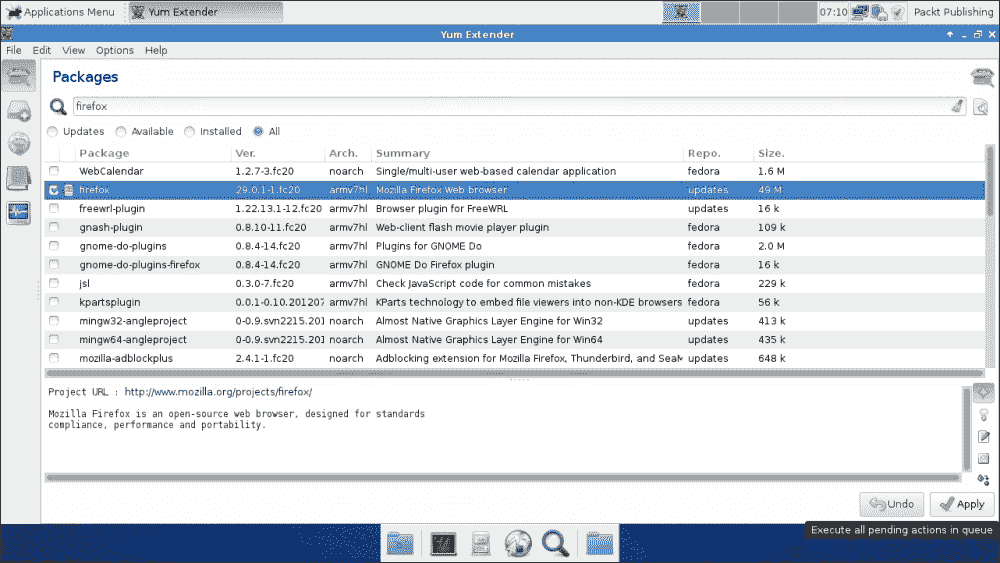 Applications Menu Yum Extender 07:10 Packt Publishing
Yum Extender
File Edit View Options Help
Packages
firefox
Updates Available Installed All
Package Ver. Arch. Summary Repo. Size.
WebCalendar 1.2.7-3.fc20 noarch Single/multi-user web-based calendar application fedora 1.6 M
firefox 29.0.1-1.fc20 armv7hl Mozilla Firefox Web browser updates 49 M
freewrl-plugin 1.22.13.1-12.fc20 armv7hl Browser plugin for FreeWRL updates 16 k
gnash-plugin 0.8.10-11.fc20 armv7hl Web-client flash movie player plugin fedora 109 k
gnome-do-plugins 0.8.4-14.fc20 armv7hl Plugins for GNOME Do fedora 2.0 M
gnome-do-plugins-firefox 0.8.4-14.fc20 armv7hl GNOME Do Firefox plugin fedora 16 k
jsl 0.3.0-7.fc20 armv7hl Check JavaScript code for common mistakes fedora 229 k
kpartsplugin 0.0.1-0.10.201207 armv7hl KParts technology to embed file viewers into non-KDE browsers fedora 56 k
mingw32-angleproject 0-0.9.svn2215.201 noarch Almost Native Graphics Layer Engine for Win32 updates 413 k
mingw64-angleproject 0-0.9.svn2215.201 noarch Almost Native Graphics Layer Engine for Win64 updates 435 k
mozilla-adblockplus 2.4.1-1.fc20 noarch Adblocking extension for Mozilla Firefox, Thunderbird, and SeaM updates 648 k
Project URL : http://www.mozilla.org/projects/firefox/
Mozilla Firefox is an open-source web browser, designed for standards
compliance, performance and portability.
Undo Apply
Execute all pending actions in queue